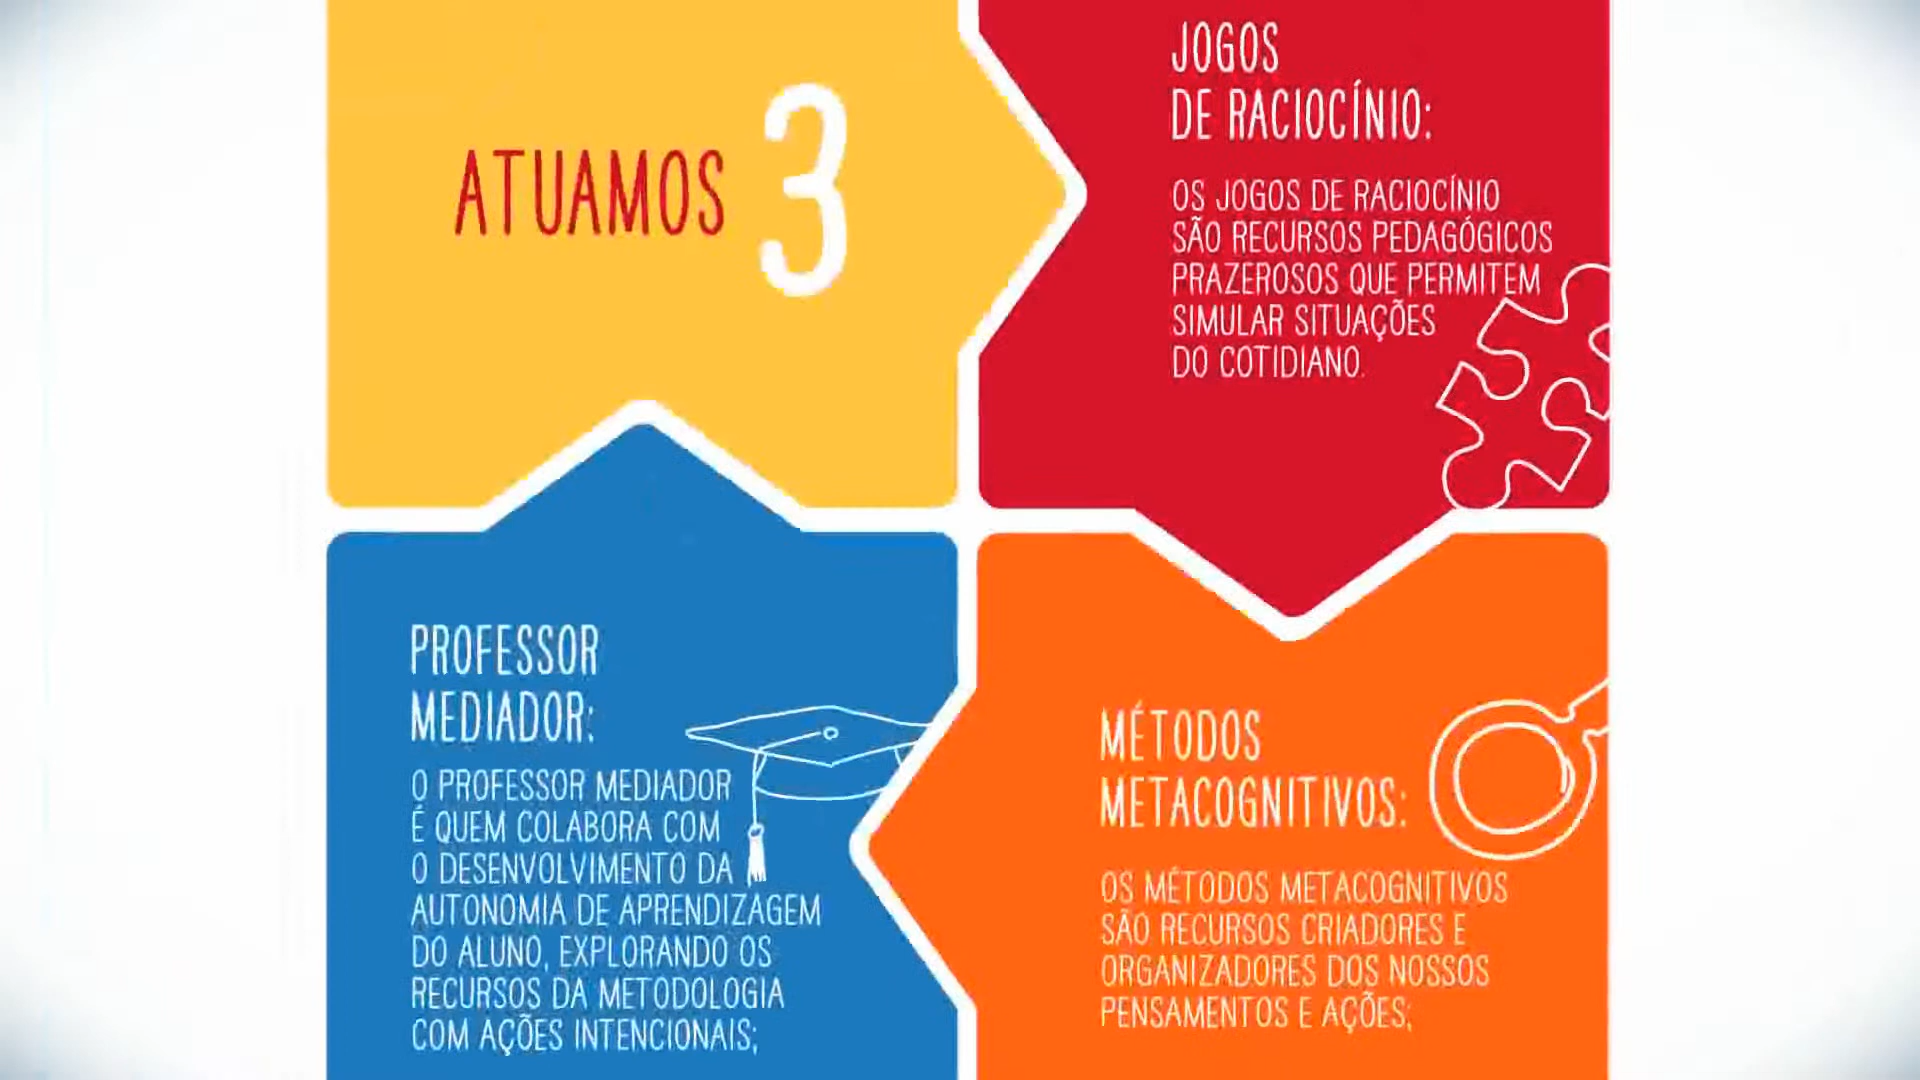 ATUAMOS 3
JOGOS
DE RACIOCÍNIO:
OS JOGOS DE RACIOCÍNIO
SÃO RECURSOS PEDAGÓGICOS
PRAZEROSOS QUE PERMITEM
SIMULAR SITUAÇÕES
DO COTIDIANO.
PROFESSOR
MEDIADOR:
O PROFESSOR MEDIADOR
É QUEM COLABORA COM
O DESENVOLVIMENTO DA
AUTONOMIA DE APRENDIZAGEM
DO ALUNO, EXPLORANDO OS
RECURSOS DA METODOLOGIA
COM AÇÕES INTENCIONAIS;
MÉTODOS
METACOGNITIVOS:
OS MÉTODOS METACOGNITIVOS
SÃO RECURSOS CRIADORES E
ORGANIZADORES DOS NOSSOS
PENSAMENTOS E AÇÕES;